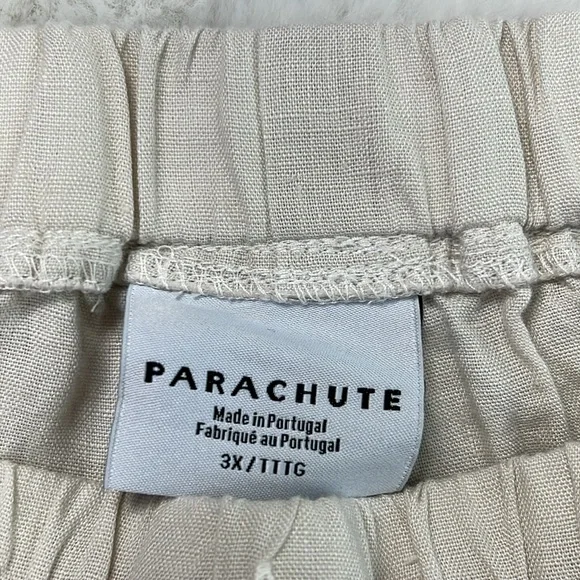 PARACHUTE
Made in Portugal
Fabriqué au Portugal
3X/TTTG